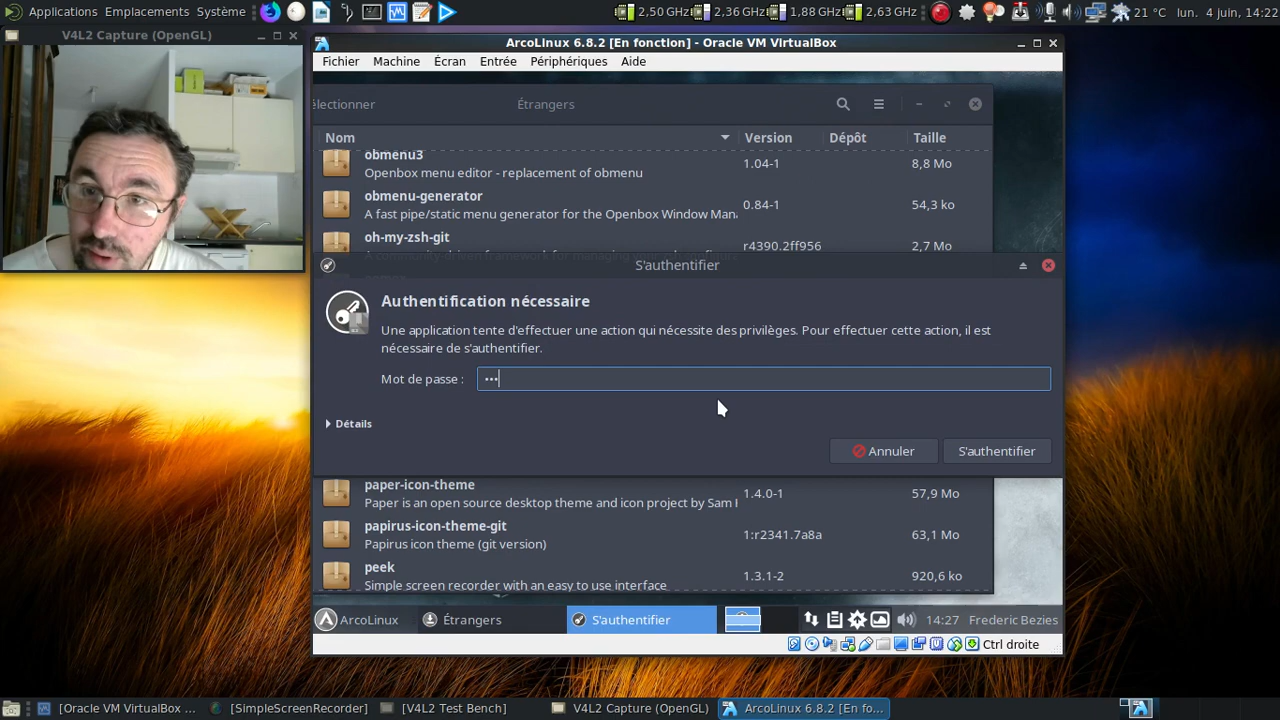 Applications Emplacements Système 2,50 GHz 2,36 GHz 1,88 GHz 2,63 GHz 21 °C lun. 4 juin, 14:22
V4L2 Capture (OpenGL)
ArcoLinux 6.8.2 [En fonction] - Oracle VM VirtualBox
Fichier Machine Écran Entrée Périphériques Aide
électionner Étrangers
Nom Version Dépôt Taille
obmenu3
Openbox menu editor - replacement of obmenu 1.04-1 8,8 Mo
obmenu-generator
A fast pipe/static menu generator for the Openbox Window Man 0.84-1 54,3 ko
oh-my-zsh-git r4390.2ff956 2,7 Mo
S'authentifier
Authentification nécessaire
Une application tente d'effectuer une action qui nécessite des privilèges. Pour effectuer cette action, il est
nécessaire de s'authentifier.
Mot de passe : •••
Détails
Annuler S'authentifier
paper-icon-theme
Paper is an open source desktop theme and icon project by Sam 1.4.0-1 57,9 Mo
papirus-icon-theme-git
Papirus icon theme (git version) 1:r2341.7a8a 63,1 Mo
peek
Simple screen recorder with an easy to use interface 1.3.1-2 920,6 ko
ArcoLinux Étrangers S'authentifier 14:27 Frederic Bezies
Ctrl droite
[Oracle VM VirtualBox ... [SimpleScreenRecorder] [V4L2 Test Bench] V4L2 Capture (OpenGL) ArcoLinux 6.8.2 [En fo...